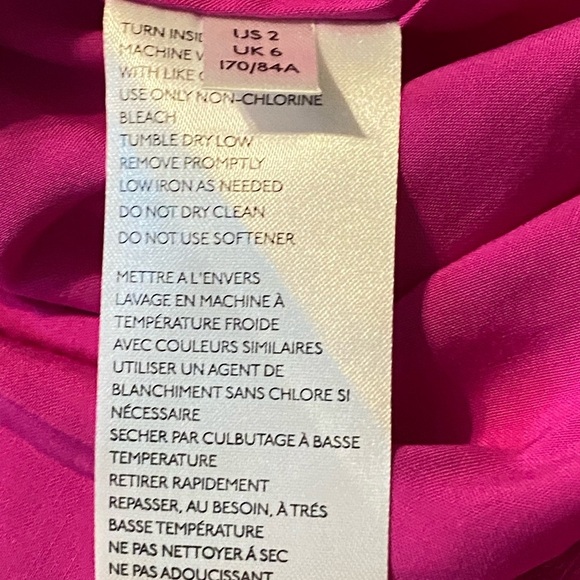 US 2
UK 6
170/84A
TURN
MACHINE
WITH LIKE
USE ONLY NON-CHLORINE
BLEACH
TUMBLE DRY LOW
REMOVE PROMPTLY
LOW IRON AS NEEDED
DO NOT DRY CLEAN
DO NOT USE SOFTENER
METTRE A L'ENVERS
LAVAGE EN MACHINE À
TEMPÉRATURE FROIDE
AVEC COULEURS SIMILAIRES
UTILISER UN AGENT DE
BLANCHIMENT SANS CHLORE SI
NÉCESSAIRE
SECHER PAR CULBUTAGE À BASSE
TEMPERATURE
RETIRER RAPIDEMENT
REPASSER, AU BESOIN, À TRÉS
BASSE TEMPÉRATURE
NE PAS NETTOYER Á SEC
NE PAS ADOUCISSANT